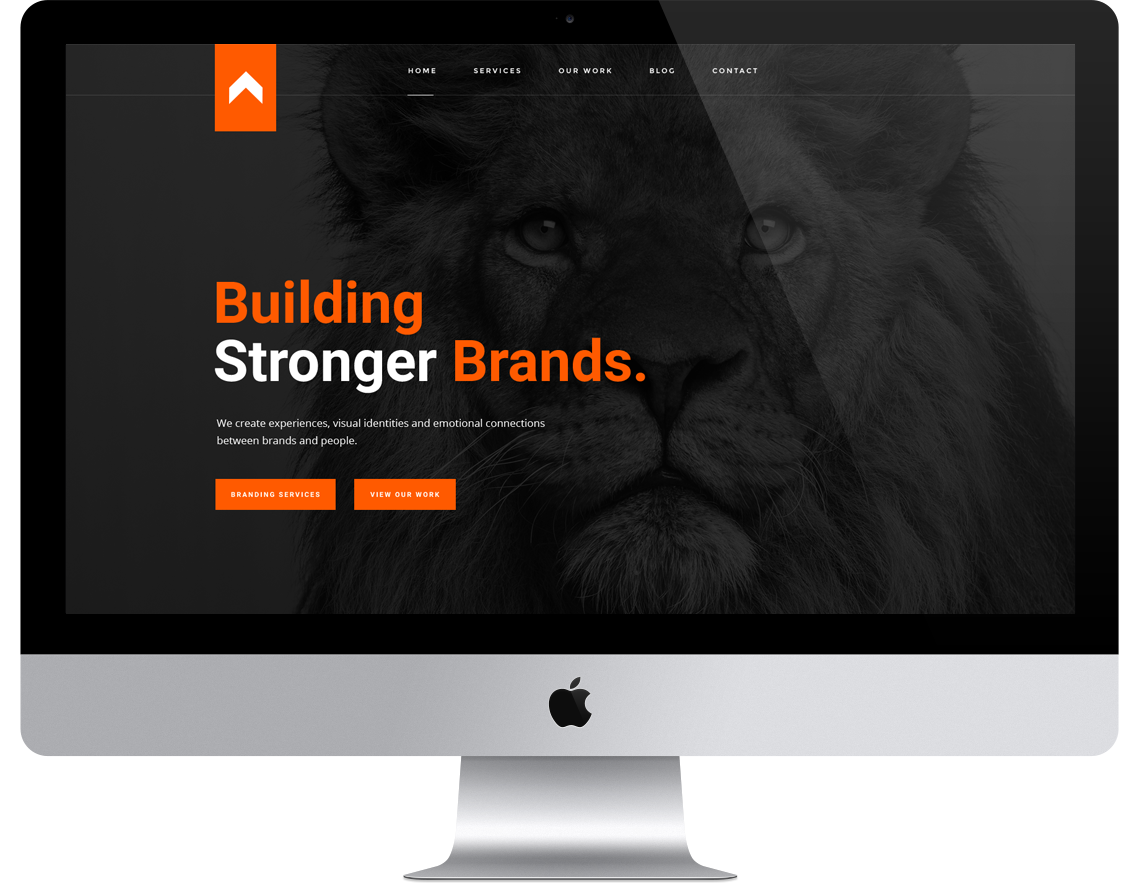 HOME SERVICES OUR WORK BLOG CONTACT
Building
Stronger Brands.
We create experiences, visual identities and emotional connections
between brands and people.
BRANDING SERVICES VIEW OUR WORK